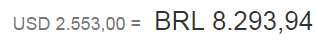 USD 2.553,00 = BRL 8.293,94